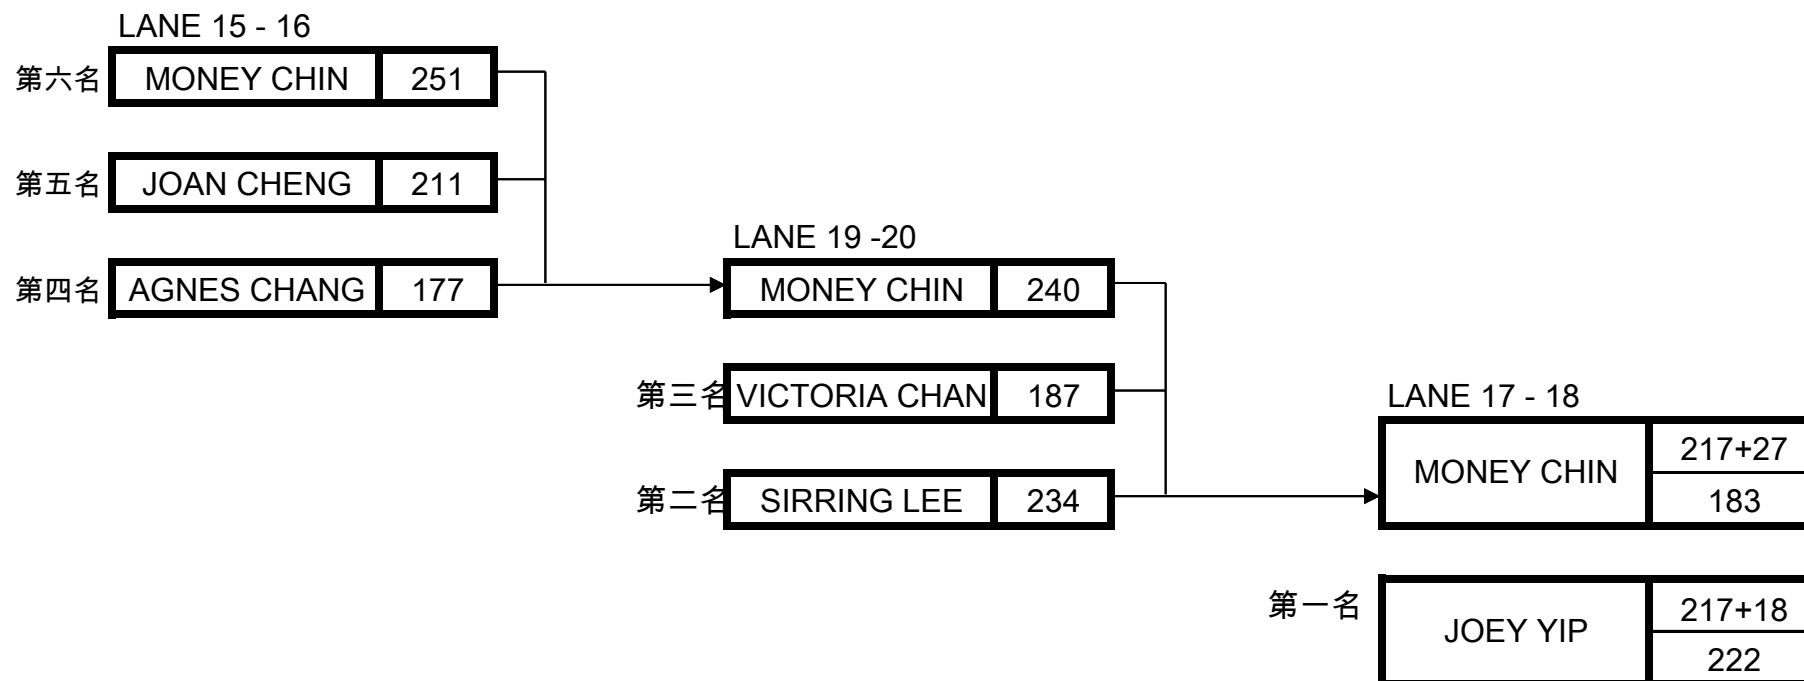 LANE 15 - 16
第六名 MONEY CHIN 251
第五名 JOAN CHENG 211
第四名 AGNES CHANG 177
LANE 19 -20
MONEY CHIN 240
第三名 VICTORIA CHAN 187
第二名 SIRRING LEE 234
LANE 17 - 18
MONEY CHIN 217+27
183
第一名 JOEY YIP 217+18
222